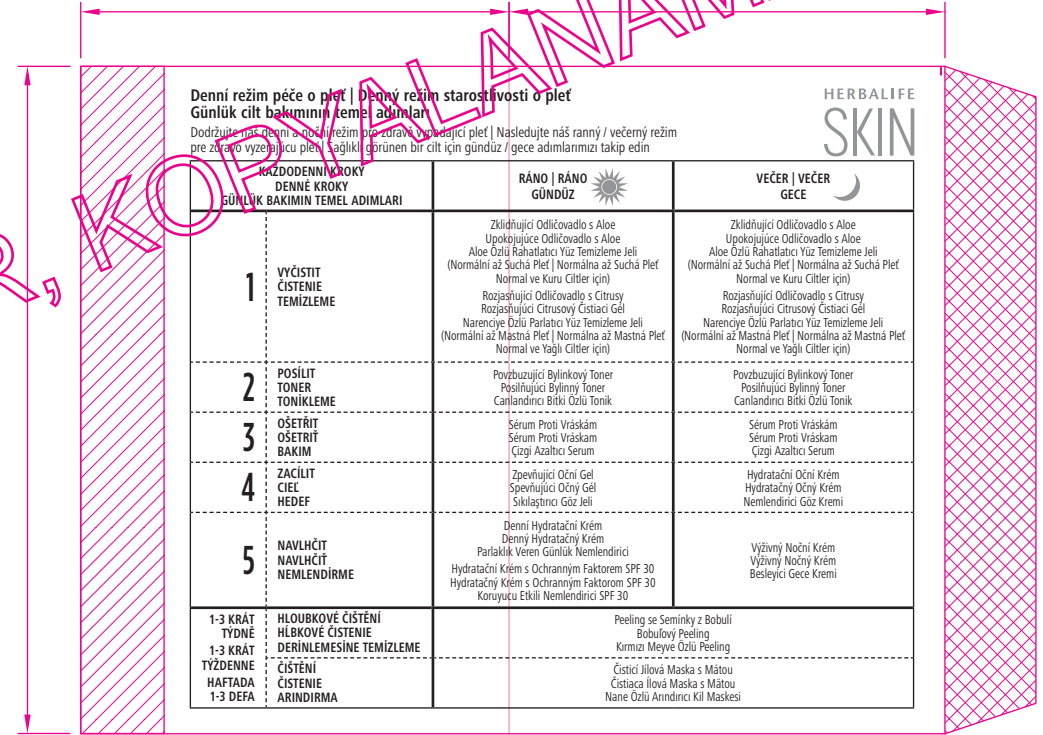 R, KOPYALANAM
Denní režim péče o pleť | Denný režim starostlivosti o pleť
Günlük cilt bakımının temel adımları
HERBALIFE
SKIN
Dodržujte náš denní a noční režim pro zdravě vypadající pleť | Nasledujte náš ranný / večerný režim
pre zdravo vyzerajúcu pleť | Sağlıklı görünen bir cilt için gündüz / gece adımlarımızı takip edin
KAŽDODENNÍ KROKY
DENNÉ KROKY
GÜNLÜK BAKIMIN TEMEL ADIMLARI
RÁNO | RÁNO
GÜNDÜZ
VEČER | VEČER
GECE
1
VYČISTIT
ČISTENIE
TEMİZLEME
Zklidňující Odličovadlo s Aloe
Upokojujúce Odličovadlo s Aloe
Aloe Özlü Rahatlatıcı Yüz Temizleme Jeli
(Normální až Suchá Pleť | Normálna až Suchá Pleť
Normal ve Kuru Ciltler için)
Rozjasňující Odličovadlo s Citrusy
Rozjasňujúci Citrusový Čistiaci Gél
Narenciye Özlü Parlatıcı Yüz Temizleme Jeli
(Normální až Mastná Pleť | Normálna až Mastná Pleť
Normal ve Yağlı Ciltler için)
Zklidňující Odličovadlo s Aloe
Upokojujúce Odličovadlo s Aloe
Aloe Özlü Rahatlatıcı Yüz Temizleme Jeli
(Normální až Suchá Pleť | Normálna až Suchá Pleť
Normal ve Kuru Ciltler için)
Rozjasňující Odličovadlo s Citrusy
Rozjasňujúci Citrusový Čistiaci Gél
Narenciye Özlü Parlatıcı Yüz Temizleme Jeli
(Normální až Mastná Pleť | Normálna až Mastná Pleť
Normal ve Yağlı Ciltler için)
2
POSÍLIT
TONER
TONİKLEME
Povzbuzující Bylinkový Toner
Posilňujúci Bylinný Toner
Canlandırıcı Bitki Özlü Tonik
Povzbuzující Bylinkový Toner
Posilňujúci Bylinný Toner
Canlandırıcı Bitki Özlü Tonik
3
OŠETŘIT
OŠETRIŤ
BAKIM
Sérum Proti Vráskám
Sérum Proti Vráskam
Çizgi Azaltıcı Serum
Sérum Proti Vráskám
Sérum Proti Vráskam
Çizgi Azaltıcı Serum
4
ZACÍLIT
CIEĽ
HEDEF
Zpevňující Oční Gel
Spevňujúci Očný Gél
Sıkılaştırıcı Göz Jeli
Hydratační Oční Krém
Hydratačný Očný Krém
Nemlendirici Göz Kremi
5
NAVLHČIT
NAVLHČIŤ
NEMLENDİRME
Denní Hydratační Krém
Denný Hydratačný Krém
Parlaklık Veren Günlük Nemlendirici
Hydratační Krém s Ochranným Faktorem SPF 30
Hydratačný Krém s Ochranným Faktorom SPF 30
Koruyucu Etkili Nemlendirici SPF 30
Výživný Noční Krém
Výživný Nočný Krém
Besleyici Gece Kremi
1-3 KRÁT
TÝDNĚ
1-3 KRÁT
TÝŽDENNE
HAFTADA
1-3 DEFA
HLOUBKOVÉ ČIŠTĚNÍ
HĹBKOVÉ ČISTENIE
DERİNLEMESİNE TEMİZLEME
Peeling se Semínky z Bobulí
Bobuľový Peeling
Kırmızı Meyve Özlü Peeling
ČIŠTĚNÍ
ČISTENIE
ARINDIRMA
Čisticí Jílová Maska s Mátou
Čistiaca Ílová Maska s Mätou
Nane Özlü Arındırıcı Kil Maskesi